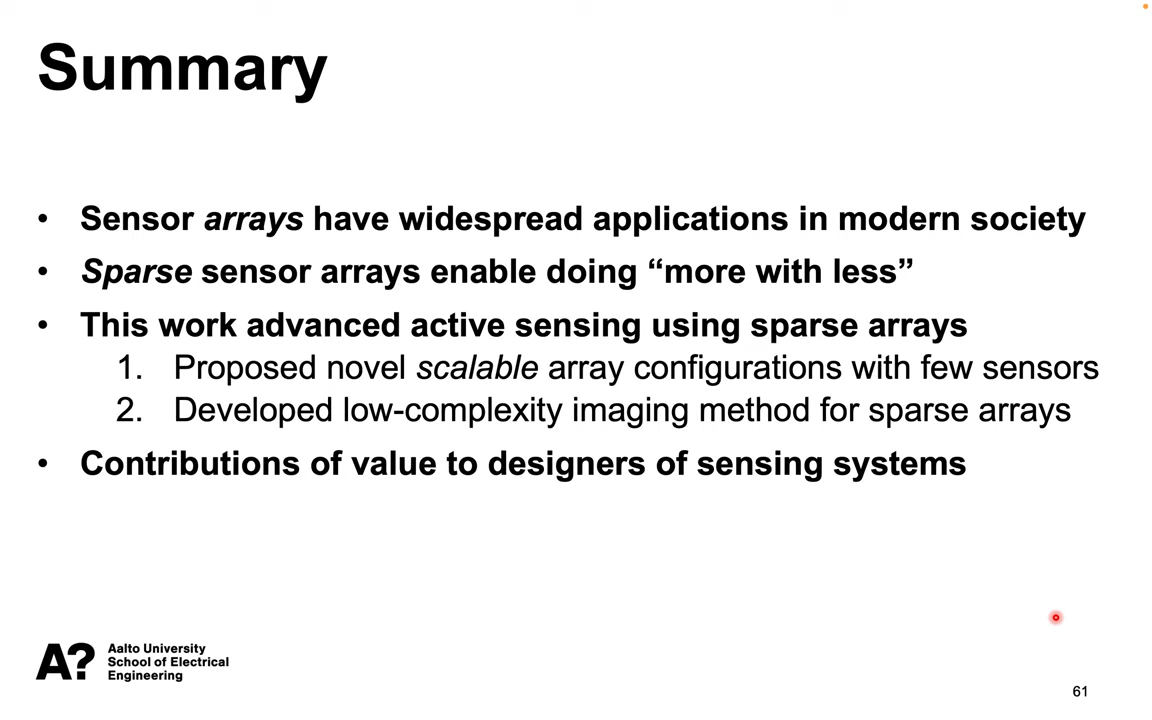 Summary
• Sensor arrays have widespread applications in modern society
• Sparse sensor arrays enable doing “more with less”
• This work advanced active sensing using sparse arrays
1. Proposed novel scalable array configurations with few sensors
2. Developed low-complexity imaging method for sparse arrays
• Contributions of value to designers of sensing systems
A?
Aalto University
School of Electrical
Engineering
61